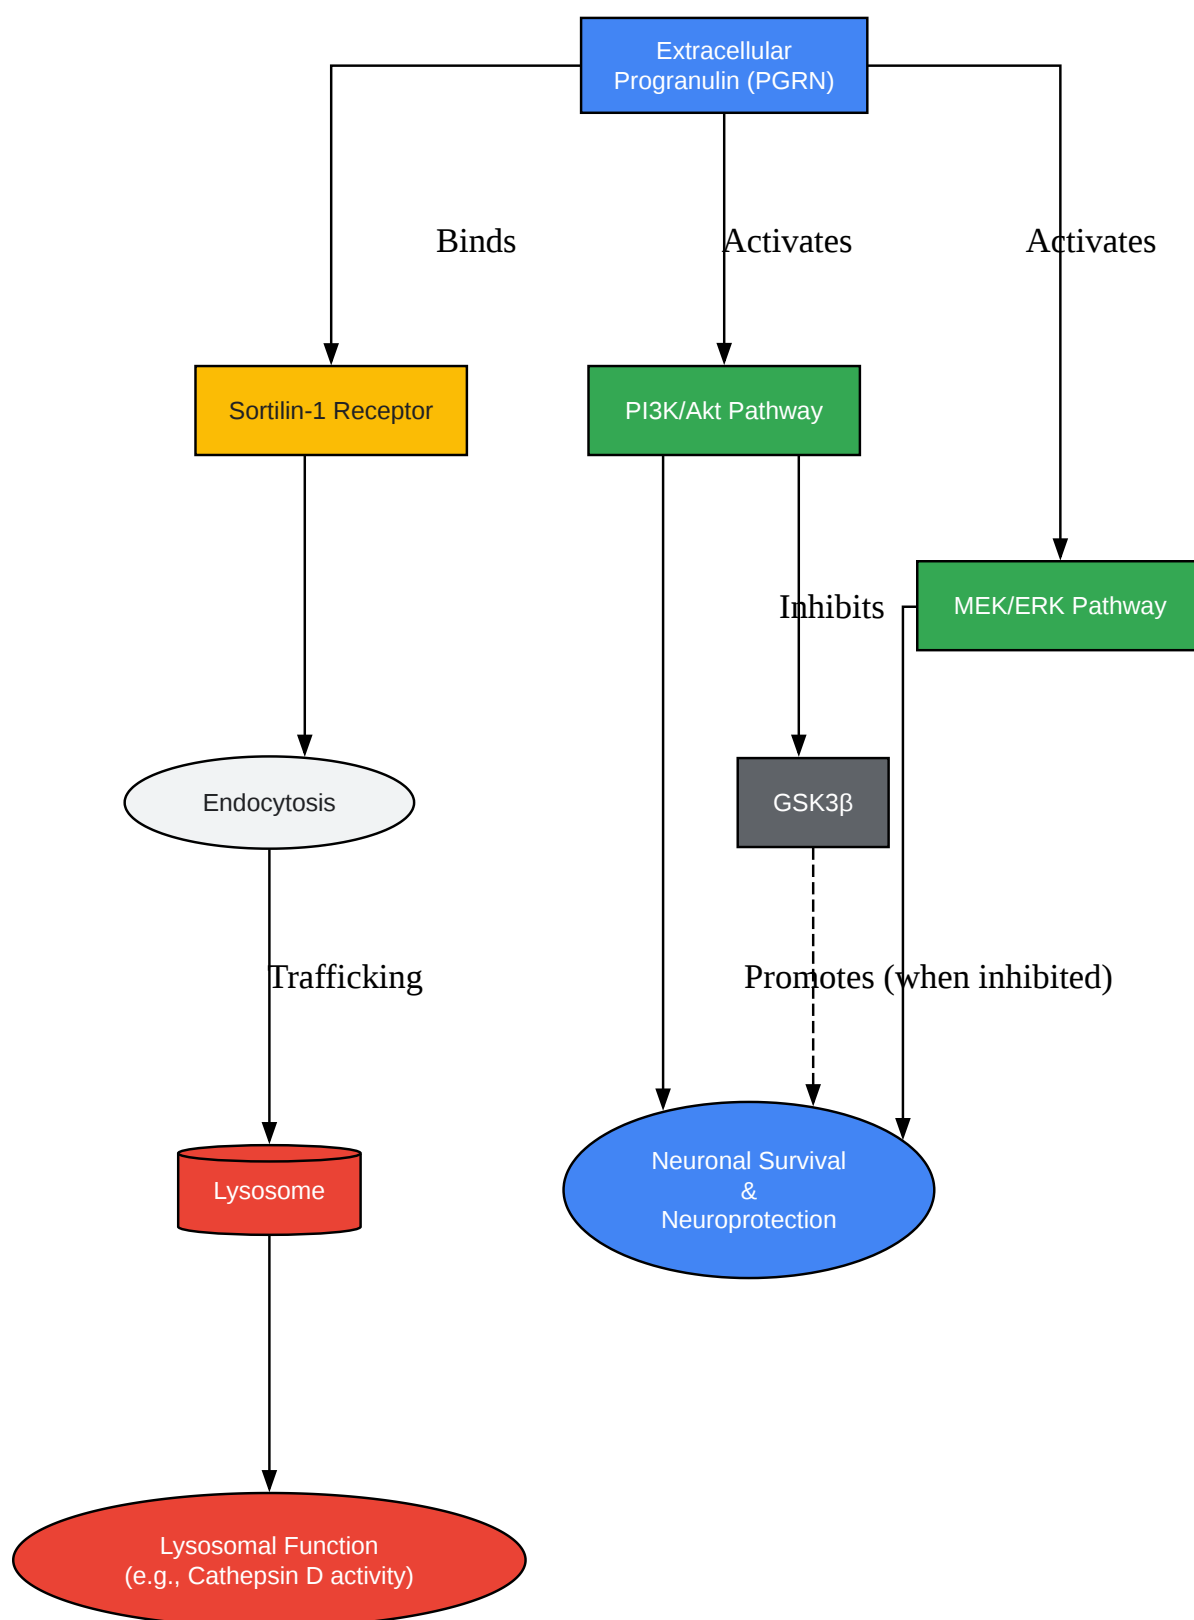 Extracellular
Progranulin (PGRN)
Binds
Activates
Activates
Sortilin-1 Receptor
PI3K/Akt Pathway
Inhibits
MEK/ERK Pathway
Endocytosis
GSK3β
Trafficking
Promotes (when inhibited)
Lysosome
Neuronal Survival
&
Neuroprotection
Lysosomal Function
(e.g., Cathepsin D activity)